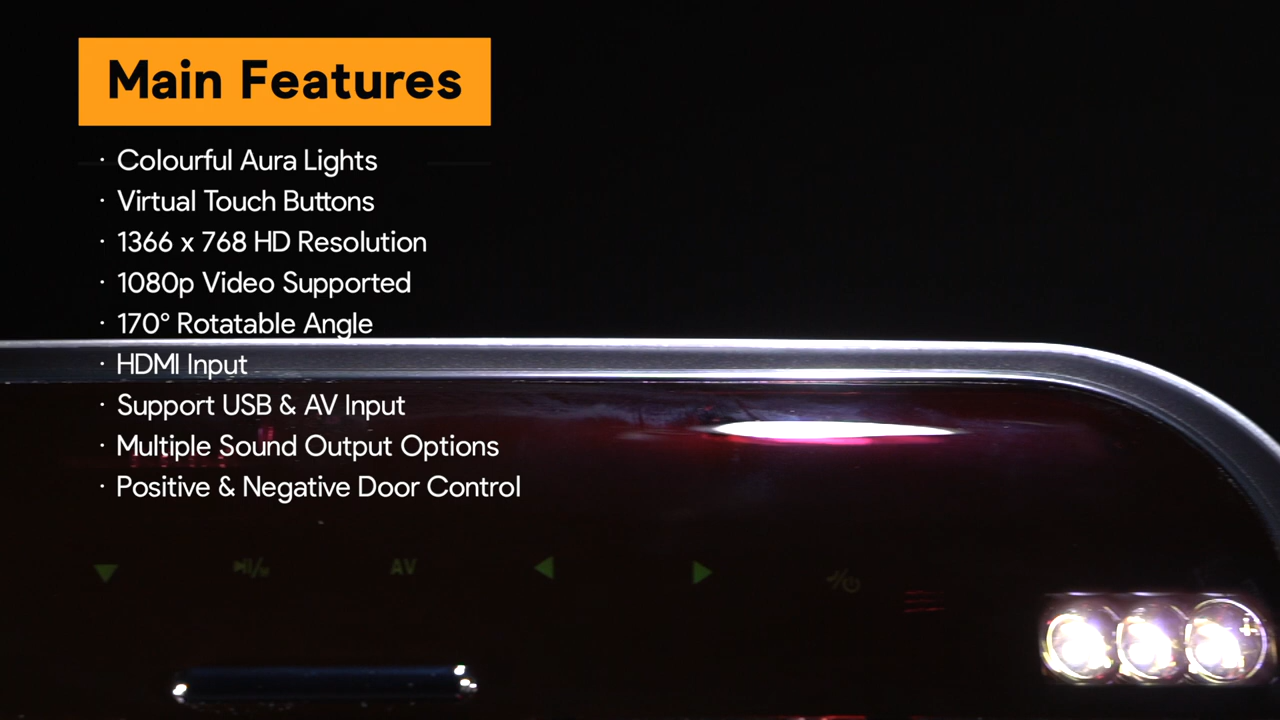 Main Features
· Colourful Aura Lights
· Virtual Touch Buttons
· 1366 x 768 HD Resolution
· 1080p Video Supported
· 170° Rotatable Angle
· HDMI Input
· Support USB & AV Input
· Multiple Sound Output Options
· Positive & Negative Door Control
AV